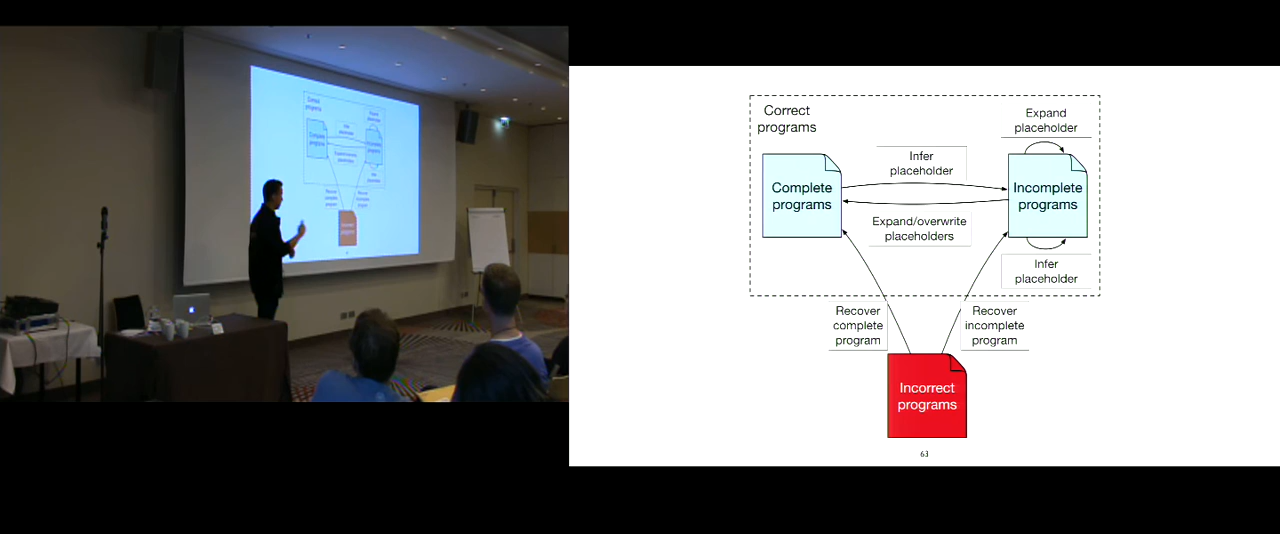 Correct
programs
Expand
placeholder
Infer
placeholder
Complete
programs
Incomplete
programs
Expand/overwrite
placeholders
Infer
placeholder
Recover
complete
program
Recover
incomplete
program
Incorrect
programs
63